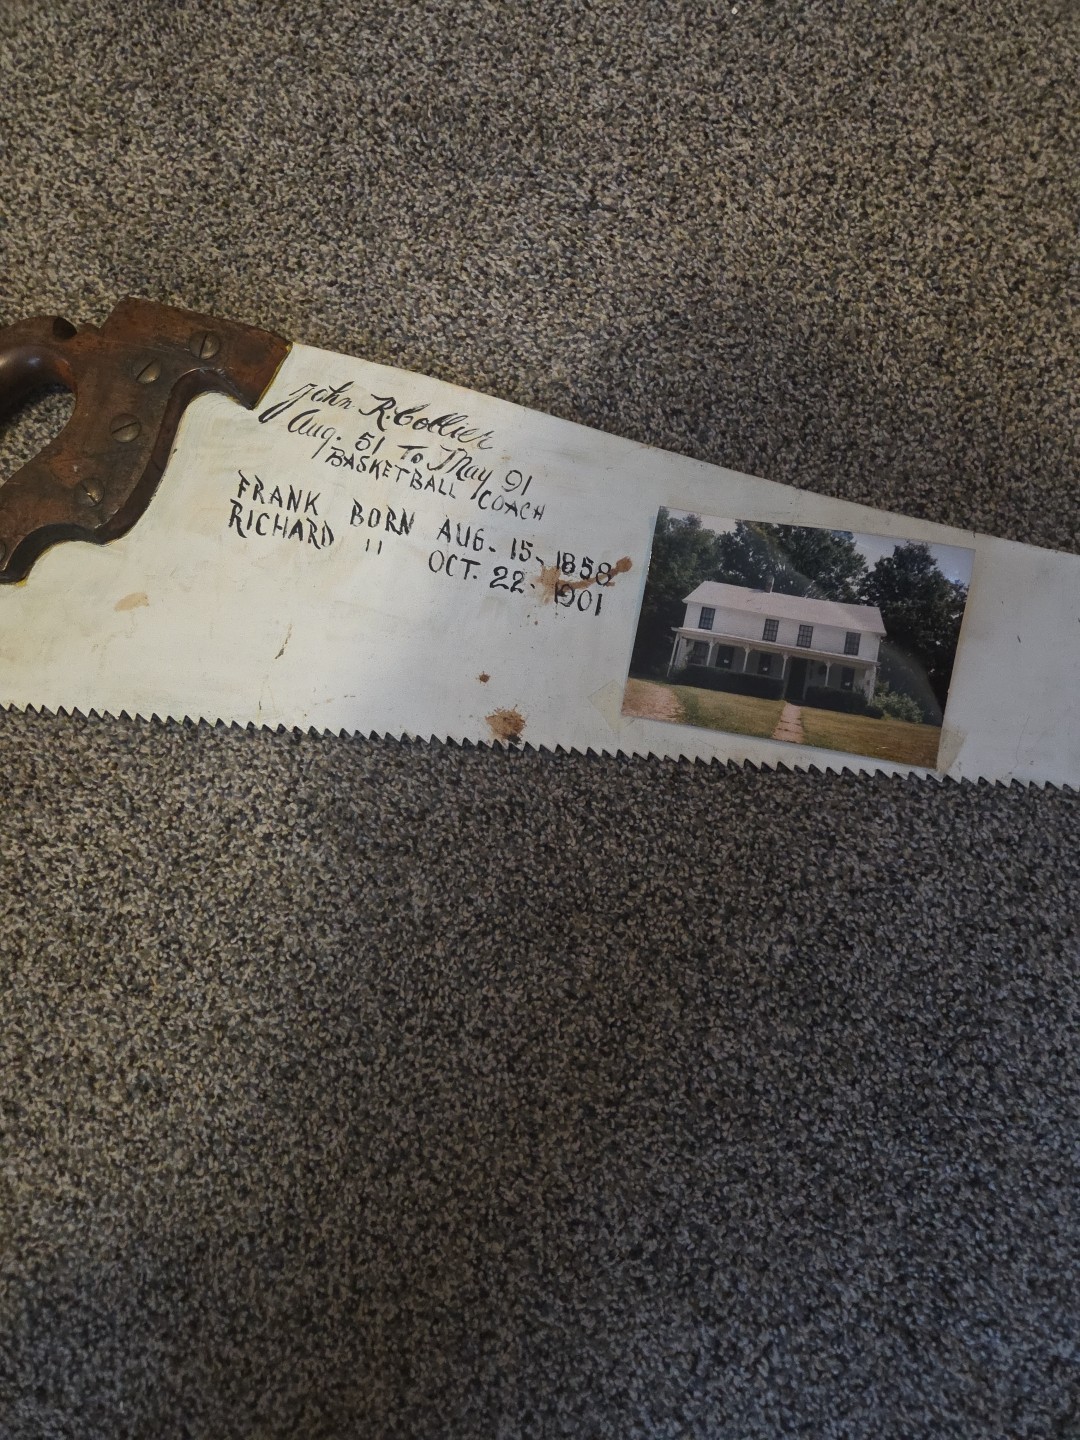 John R. Collier
Aug. 51 To May 91
BASKETBALL COACH
FRANK BORN AUG. 15 - 1858
RICHARD " OCT. 22 - 1901